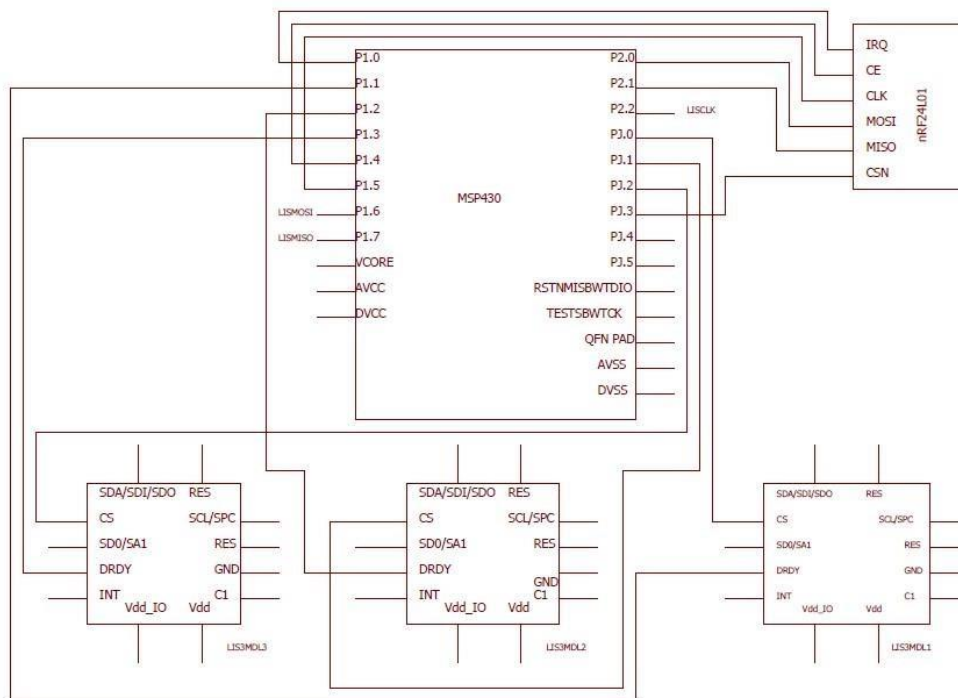 P1.0
P1.1
P1.2
P1.3
P1.4
P1.5
LISMOSI P1.6
LISMISO P1.7
VCORE
AVCC
DVCC
MSP430
P2.0
P2.1
P2.2 LISCLK
PJ.0
PJ.1
PJ.2
PJ.3
PJ.4
PJ.5
RSTNMISBWTDIO
TESTSBWTCK
QFN PAD
AVSS
DVSS
IRQ
CE
CLK
MOSI
MISO
CSN
nRF24L01
SDA/SDI/SDO RES
CS SCL/SPC
SD0/SA1 RES
DRDY GND
INT C1
Vdd_IO Vdd
LIS3MDL3
SDA/SDI/SDO RES
CS SCL/SPC
SD0/SA1 RES
DRDY GND
INT C1
Vdd_IO Vdd
LIS3MDL2
SDA/SDI/SDO RES
CS SCL/SPC
SD0/SA1 RES
DRDY GND
INT C1
Vdd_IO Vdd
LIS3MDL1